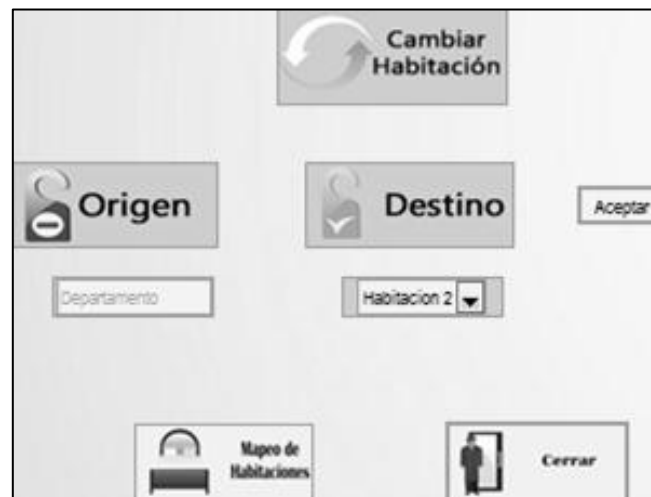 Cambiar
Habitación
Origen
Destino
Aceptar
Departamento
Habitacion 2
Mapeo de
Habitaciones
Cerrar